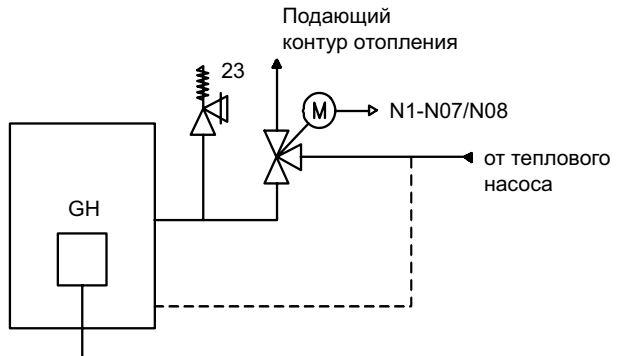 Подающий
контур отопления
23
M
N1-N07/N08
от теплового
насоса
GH